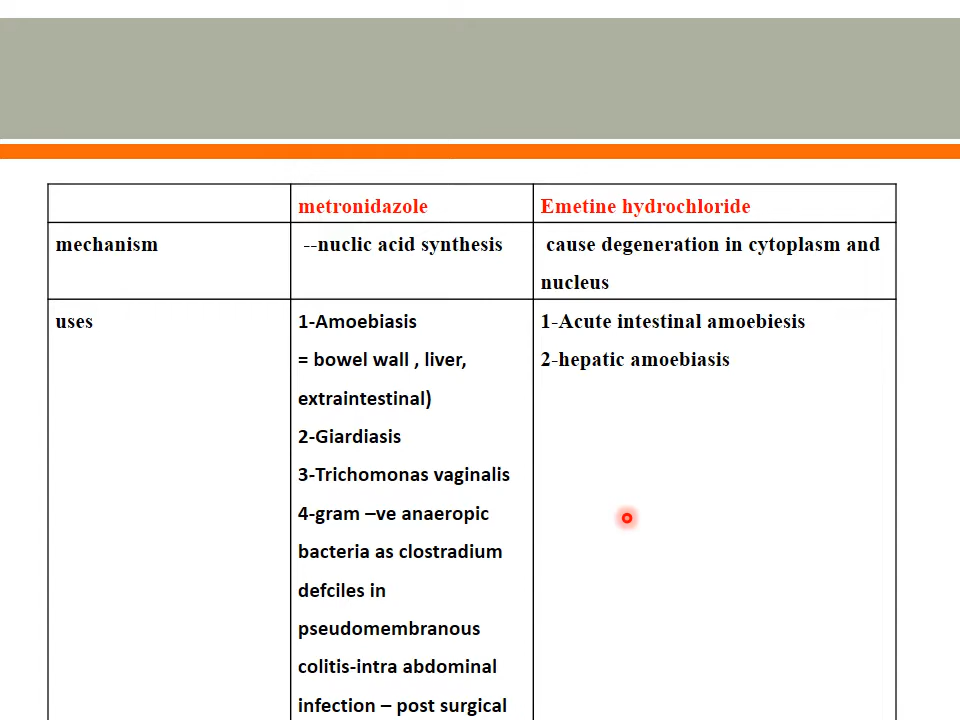 metronidazole
Emetine hydrochloride
mechanism
--nuclic acid synthesis
cause degeneration in cytoplasm and
nucleus
uses
1-Amoebiasis
= bowel wall , liver,
extraintestinal)
2-Giardiasis
3-Trichomonas vaginalis
4-gram –ve anaeropic
bacteria as clostradium
defciles in
pseudomembranous
colitis-intra abdominal
infection – post surgical
1-Acute intestinal amoebiesis
2-hepatic amoebiasis